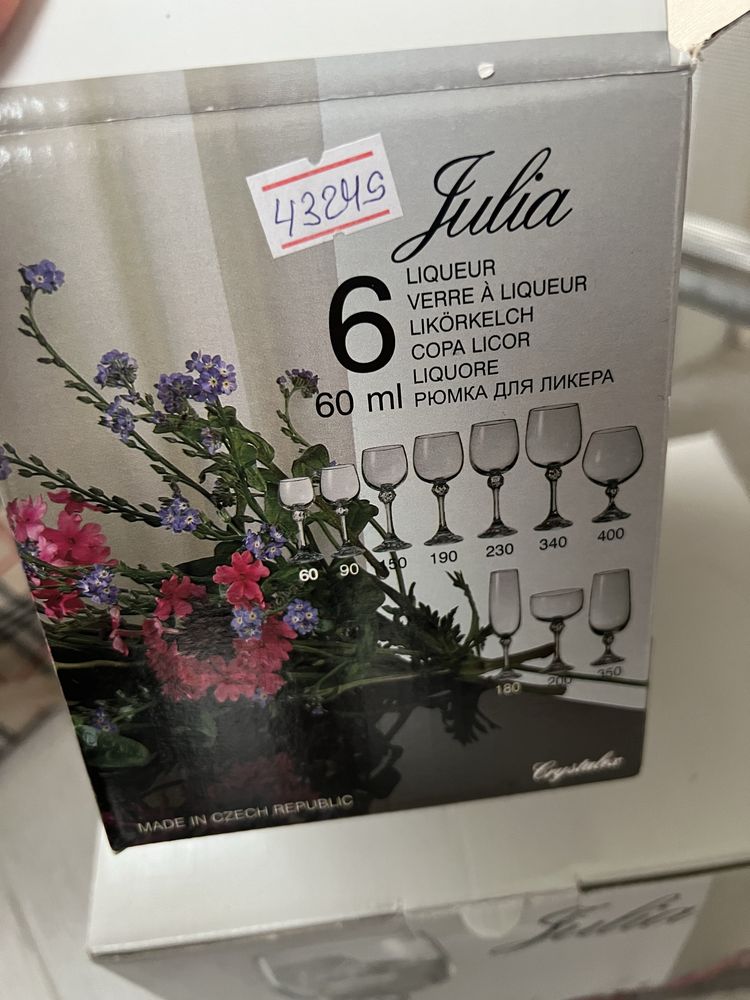 43245
Julia
6
LIQUEUR
VERRE À LIQUEUR
LIKÖRKELCH
COPA LICOR
LIQUORE
60 ml РЮМКА ДЛЯ ЛИКЕРА
60 90 150 190 230 340 400
180 200 350
Crystalex
MADE IN CZECH REPUBLIC
Julia